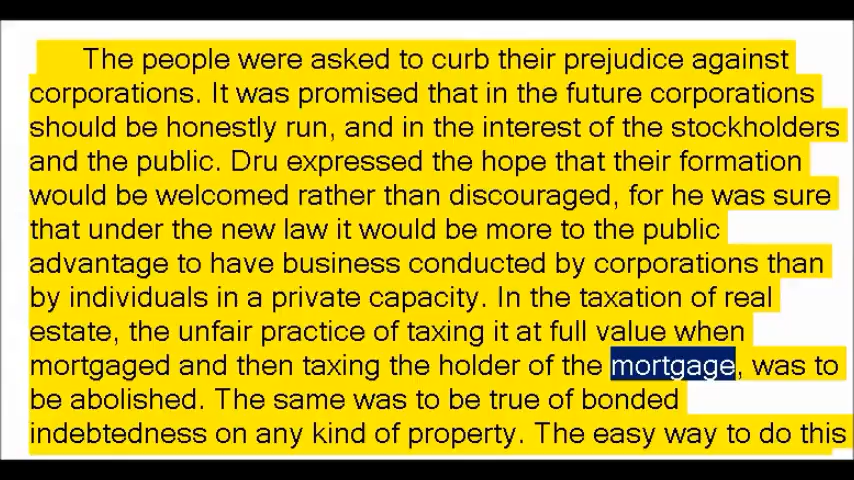 The people were asked to curb their prejudice against
corporations. It was promised that in the future corporations
should be honestly run, and in the interest of the stockholders
and the public. Dru expressed the hope that their formation
would be welcomed rather than discouraged, for he was sure
that under the new law it would be more to the public
advantage to have business conducted by corporations than
by individuals in a private capacity. In the taxation of real
estate, the unfair practice of taxing it at full value when
mortgaged and then taxing the holder of the mortgage, was to
be abolished. The same was to be true of bonded
indebtedness on any kind of property. The easy way to do this